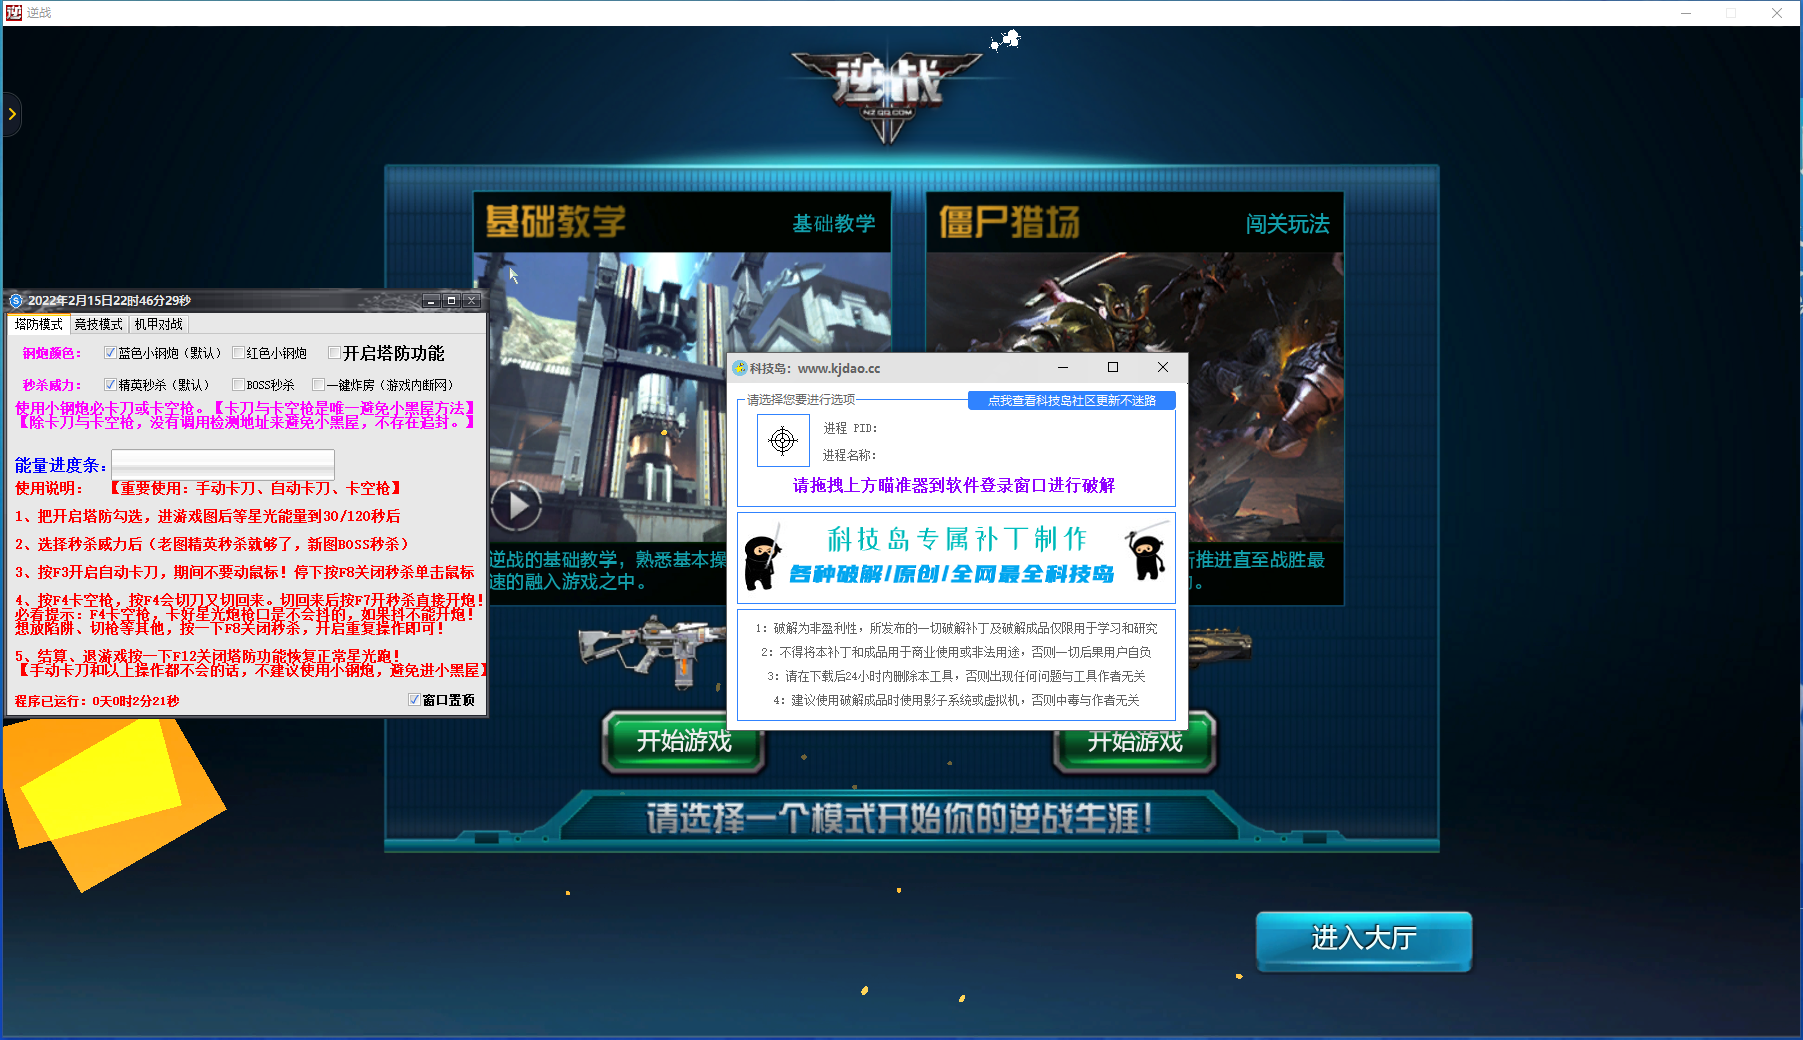 逆战
逆战
NZ.QQ.COM
基础教学
基础教学
僵尸猎场
闯关玩法
2022年2月15日22时46分29秒
塔防模式
竞技模式
机甲对战
钢炮颜色：
蓝色小钢炮（默认）
红色小钢炮
开启塔防功能
秒杀威力：
精英秒杀（默认）
BOSS秒杀
一键炸房（游戏内断网）
使用小钢炮必卡刀或卡空枪。【卡刀与卡空枪是唯一避免小黑屋方法】
【除卡刀与卡空枪，没有调用检测地址来避免小黑屋，不存在追封。】
能量进度条：
使用说明： 【重要使用：手动卡刀、自动卡刀、卡空枪】
1、把开启塔防勾选，进游戏图后等星光能量到30/120秒后
2、选择秒杀威力后（老图精英秒杀就够了，新图BOSS秒杀）
3、按F3开启自动卡刀，期间不要动鼠标！停下按F8关闭秒杀单击鼠标
4、按F4卡空枪，按F4会切刀又切回来。切回来后按F7开秒杀直接开炮！
必看提示：F4卡空枪，卡好星光炮枪口是不会抖的，如果抖不能开炮！
想放陷阱、切枪等其他，按一下F8关闭秒杀，开启重复操作即可！
5、结算、退游戏按一下F12关闭塔防功能恢复正常星光跑！
【手动卡刀和以上操作都不会的话，不建议使用小钢炮，避免进小黑屋】
程序已运行：0天0时2分21秒
窗口置顶
科技岛：www.kjdao.cc
请选择您要进行选项
点我查看科技岛社区更新不迷路
进程 PID：
进程名称：
请拖拽上方瞄准器到软件登录窗口进行破解
科技岛专属补丁制作
各种破解/原创/全网最全科技岛
1：破解为非盈利性，所发布的一切破解补丁及破解成品仅限用于学习和研究
2：不得将本补丁和成品用于商业使用或非法用途，否则一切后果用户自负
3：请在下载后24小时内删除本工具，否则出现任何问题与工具作者无关
4：建议使用破解成品时使用影子系统或虚拟机，否则中毒与作者无关
逆战的基础教学，熟悉基本操
速的融入游戏之中。
推进直至战胜最
开始游戏
开始游戏
请选择一个模式开始你的逆战生涯！
进入大厅